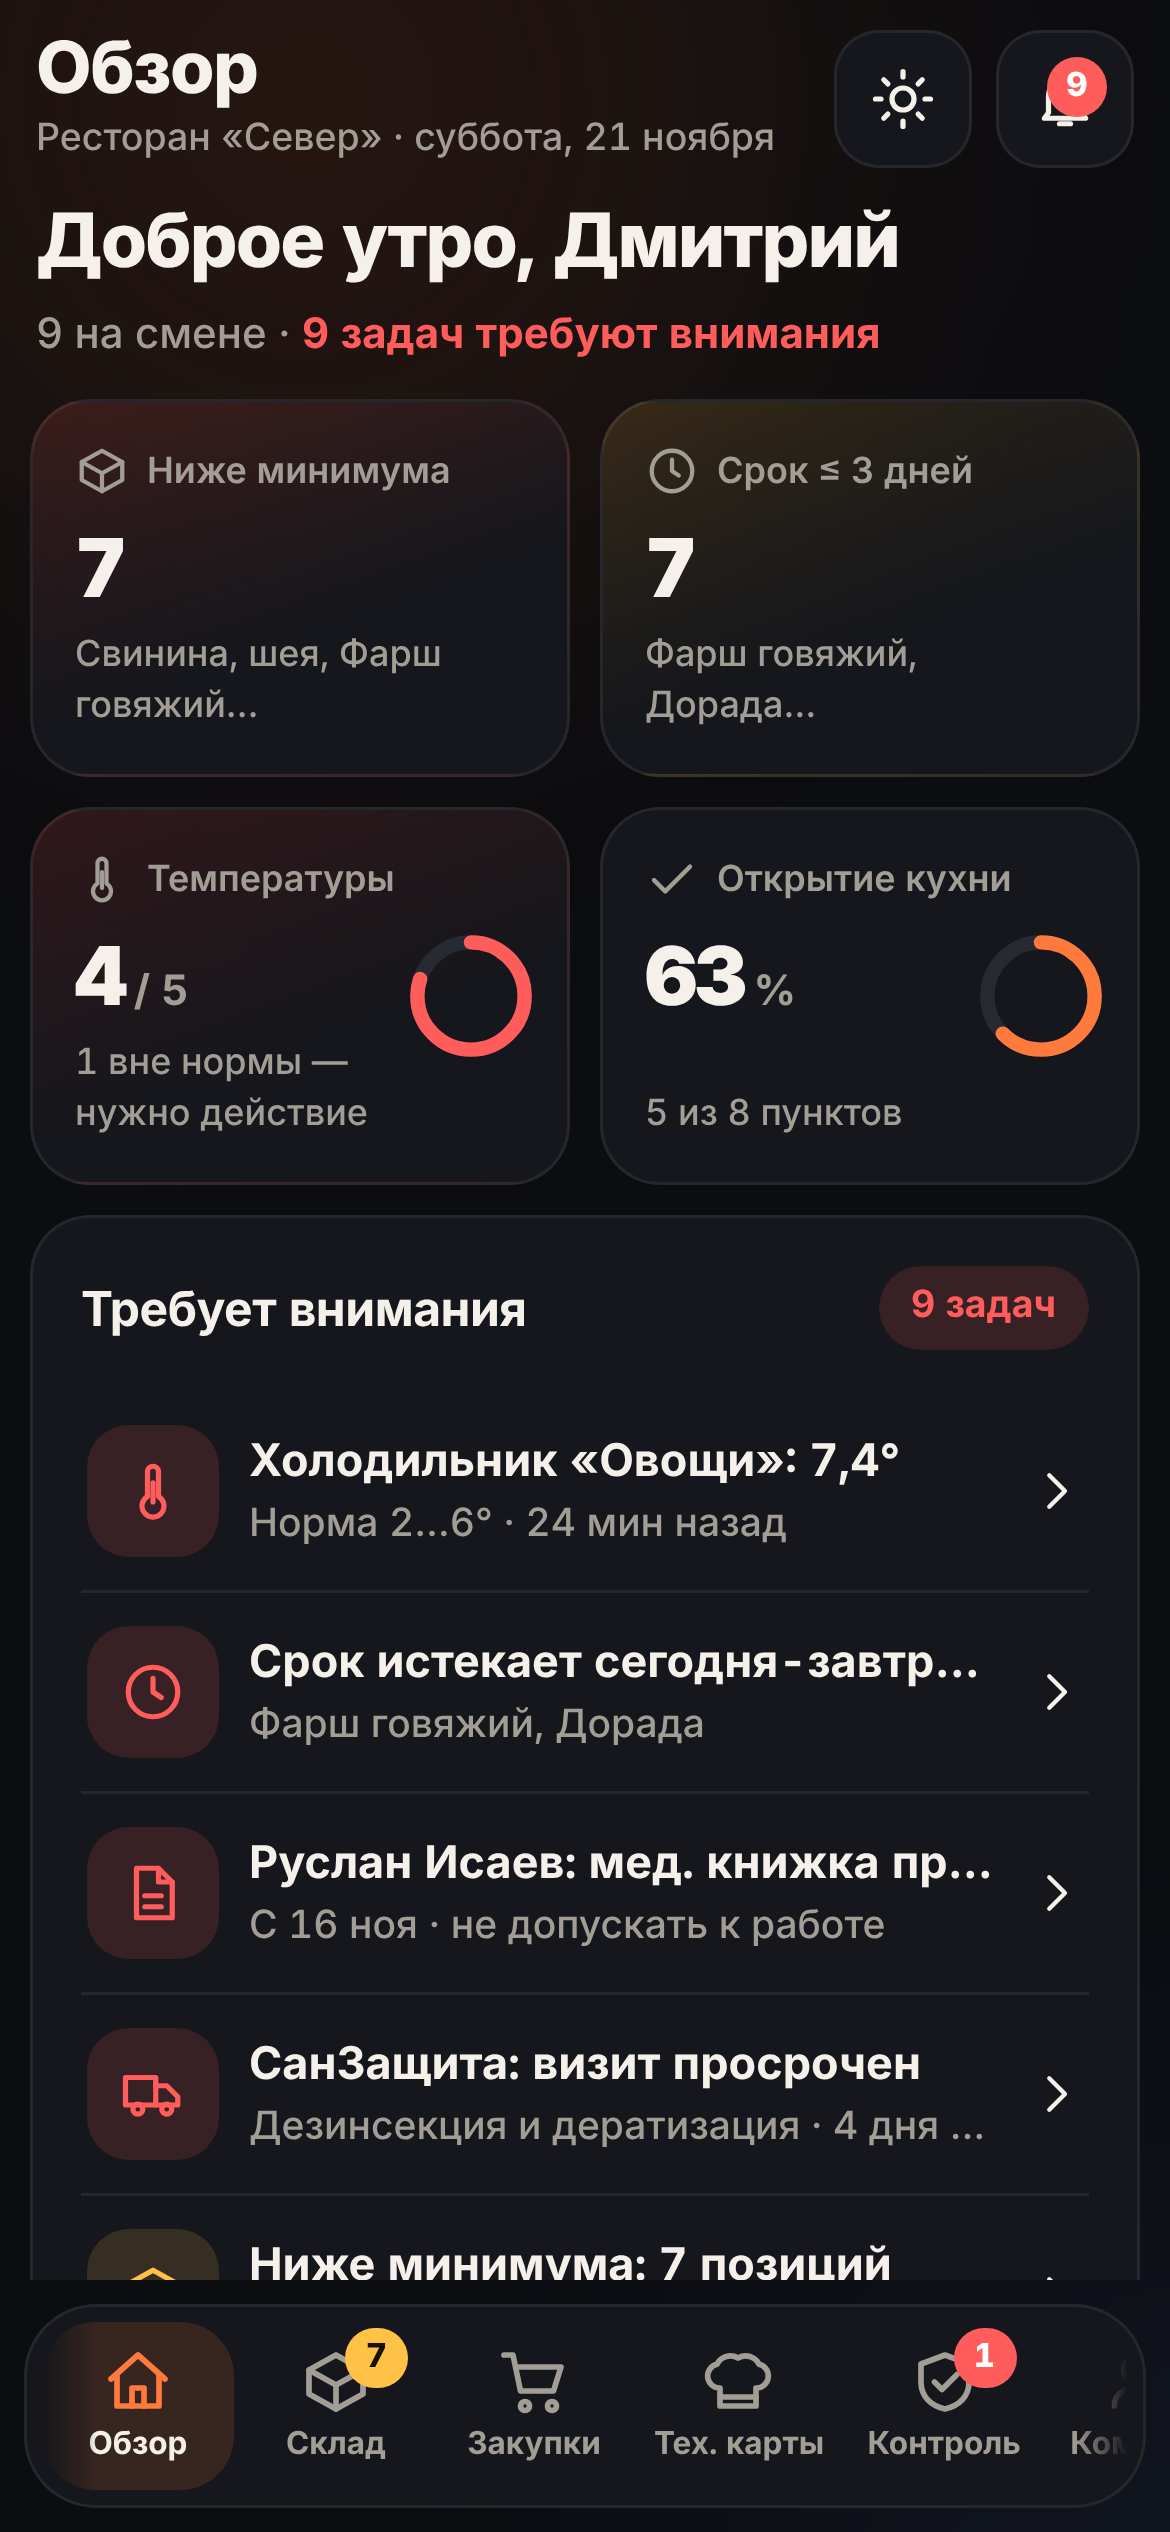 Обзор
Ресторан «Север» · суббота, 21 ноября
9
Доброе утро, Дмитрий
9 на смене · 9 задач требуют внимания
Ниже минимума
7
Свинина, шея, Фарш
говяжий...
Срок ≤ 3 дней
7
Фарш говяжий,
Дорада...
Температуры
4 / 5
1 вне нормы —
нужно действие
Открытие кухни
63 %
5 из 8 пунктов
Требует внимания
9 задач
Холодильник «Овощи»: 7,4°
Норма 2...6° · 24 мин назад
Срок истекает сегодня-завтр...
Фарш говяжий, Дорада
Руслан Исаев: мед. книжка пр...
С 16 ноя · не допускать к работе
СанЗащита: визит просрочен
Дезинсекция и дератизация · 4 дня ...
Ниже минимума: 7 позиций
7
1
Обзор
Склад
Закупки
Тех. карты
Контроль
Ком